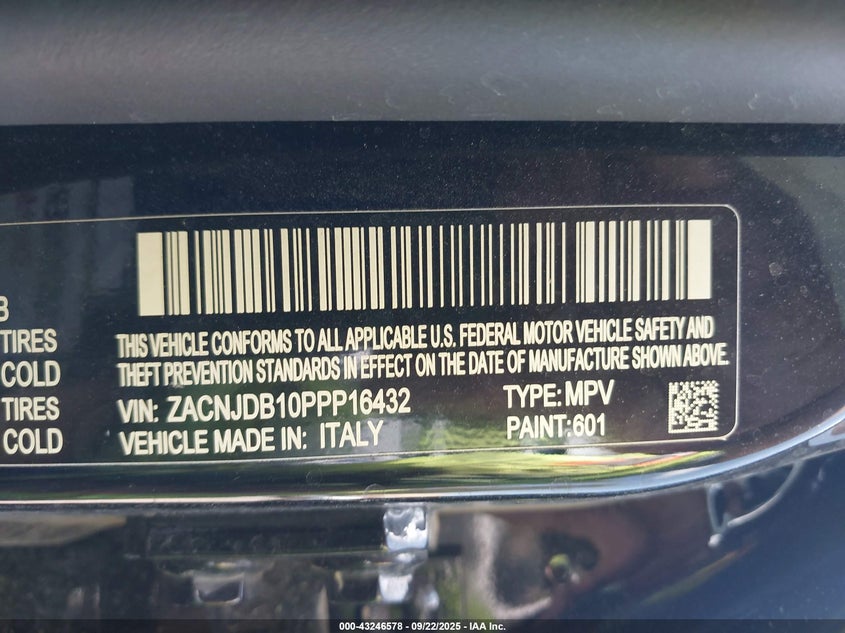 B
TIRES
COLD
TIRES
COLD
THIS VEHICLE CONFORMS TO ALL APPLICABLE U.S. FEDERAL MOTOR VEHICLE SAFETY AND
THEFT PREVENTION STANDARDS IN EFFECT ON THE DATE OF MANUFACTURE SHOWN ABOVE.
VIN: ZACNJDB10PPP16432 TYPE: MPV
VEHICLE MADE IN: ITALY PAINT:601
000-43246578 - 09/22/2025 - IAA Inc.